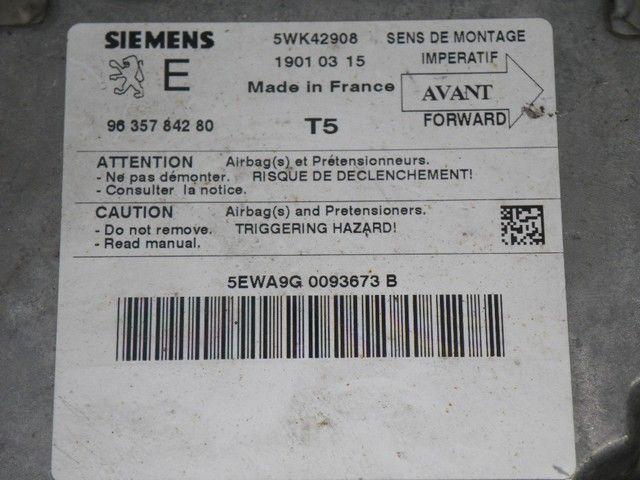 SIEMENS 5WK42908 SENS DE MONTAGE
E 1901 03 15 IMPERATIF
Made in France AVANT
96 357 842 80 T5 FORWARD
ATTENTION Airbag(s) et Prétensionneurs.
- Ne pas démonter. RISQUE DE DECLENCHEMENT!
- Consulter la notice.
CAUTION Airbag(s) and Pretensioners.
- Do not remove. TRIGGERING HAZARD!
- Read manual.
5EWA9G 0093673 B